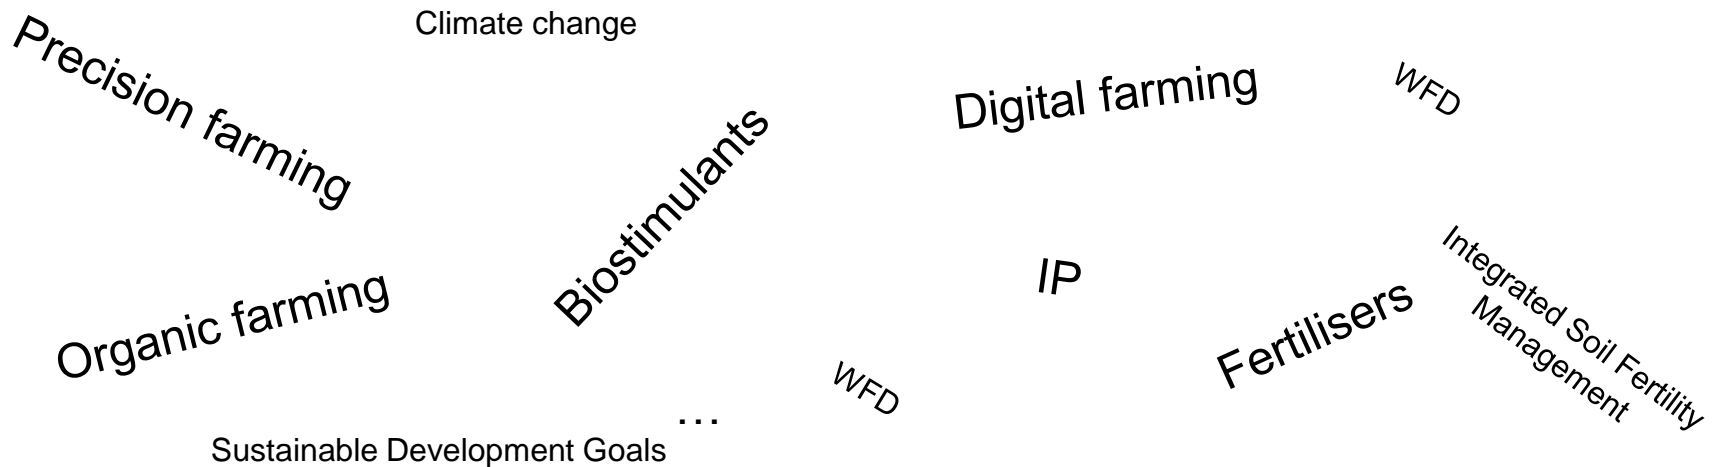 Climate change
Precision farming
Digital farming
WFD
Biostimulants
IP
Organic farming
Fertilisers
Integrated Soil Fertility
Management
WFD
...
Sustainable Development Goals